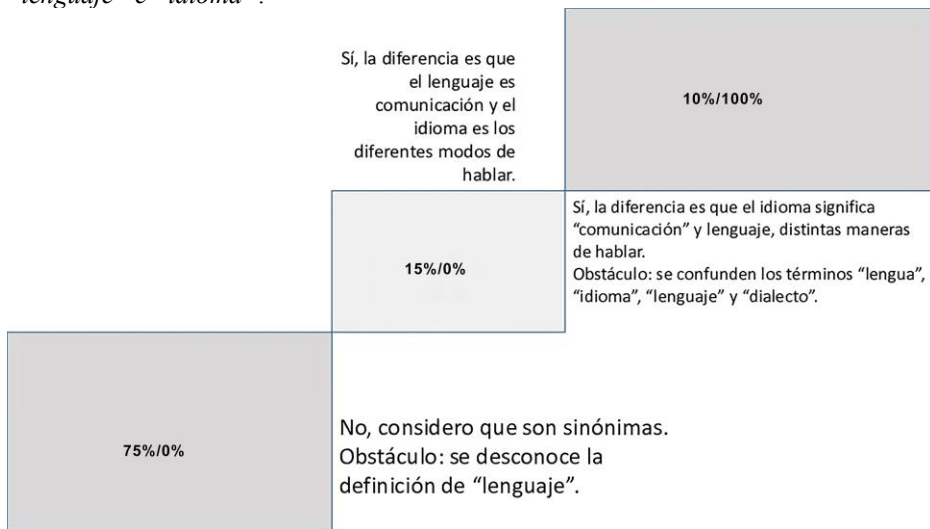 "lenguaje" e "idioma".
Sí, la diferencia es que
el lenguaje es
comunicación y el
idioma es los
diferentes modos de
hablar.
10%/100%
Sí, la diferencia es que el idioma significa
“comunicación” y lenguaje, distintas maneras
de hablar.
Obstáculo: se confunden los términos “lengua”,
“idioma”, “lenguaje” y “dialecto”.
15%/0%
No, considero que son sinónimas.
Obstáculo: se desconoce la
definición de “lenguaje”.
75%/0%